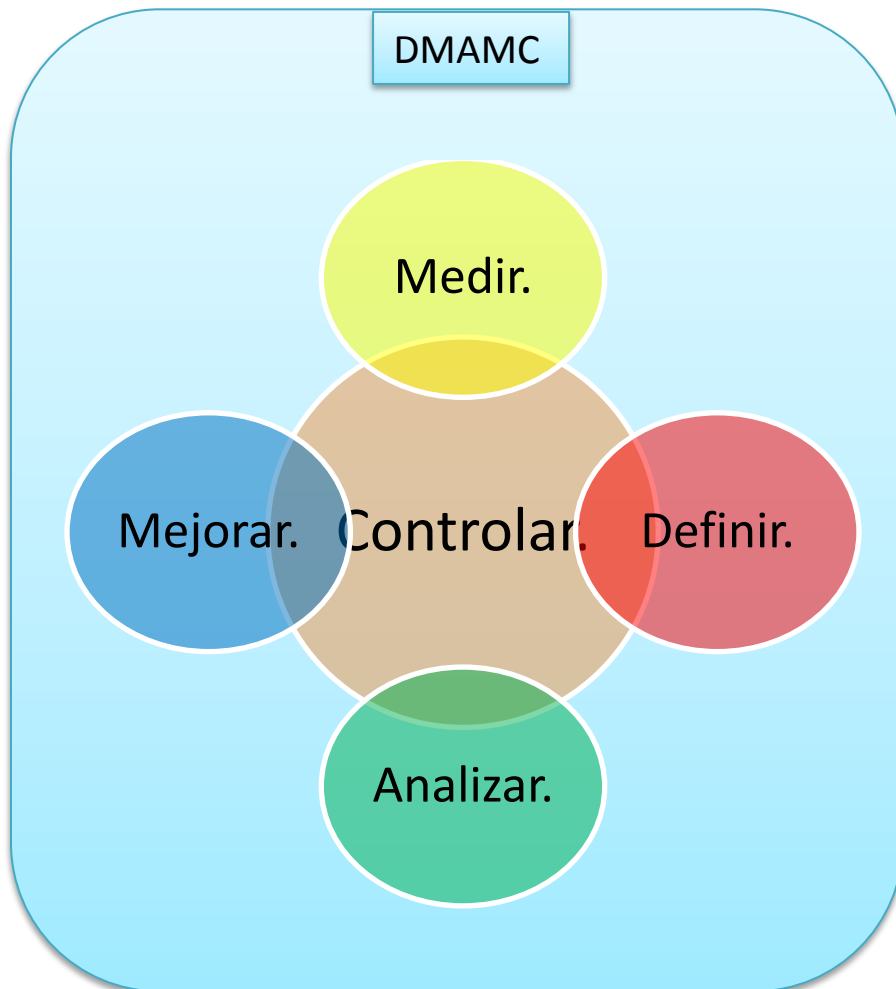 DMAMC
Medir.
Mejorar.
Controlar.
Definir.
Analizar.